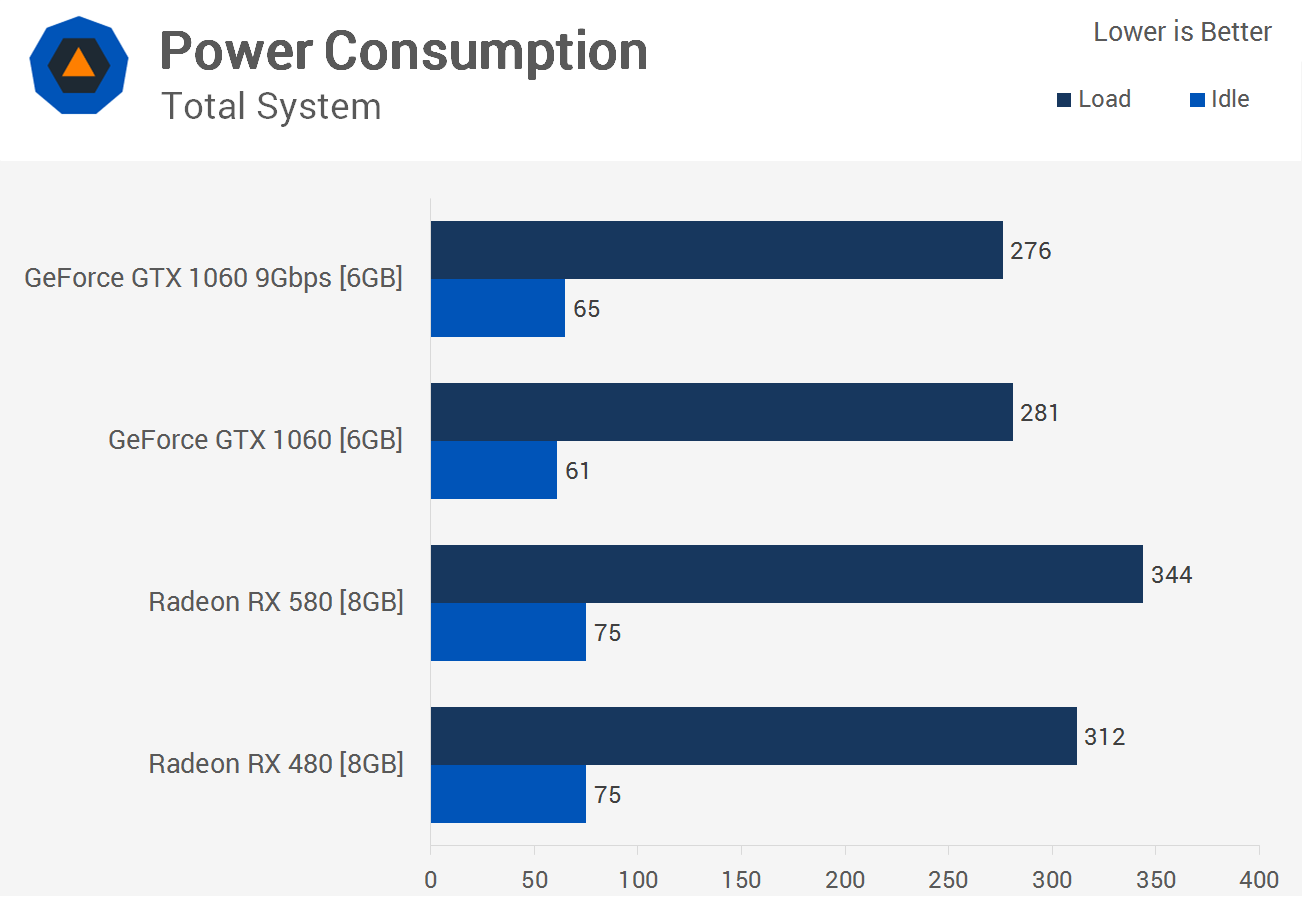 Power Consumption
Total System
Lower is Better
Load Idle
GeForce GTX 1060 9Gbps [6GB]
276
65
GeForce GTX 1060 [6GB]
281
61
Radeon RX 580 [8GB]
344
75
Radeon RX 480 [8GB]
312
75
0 50 100 150 200 250 300 350 400